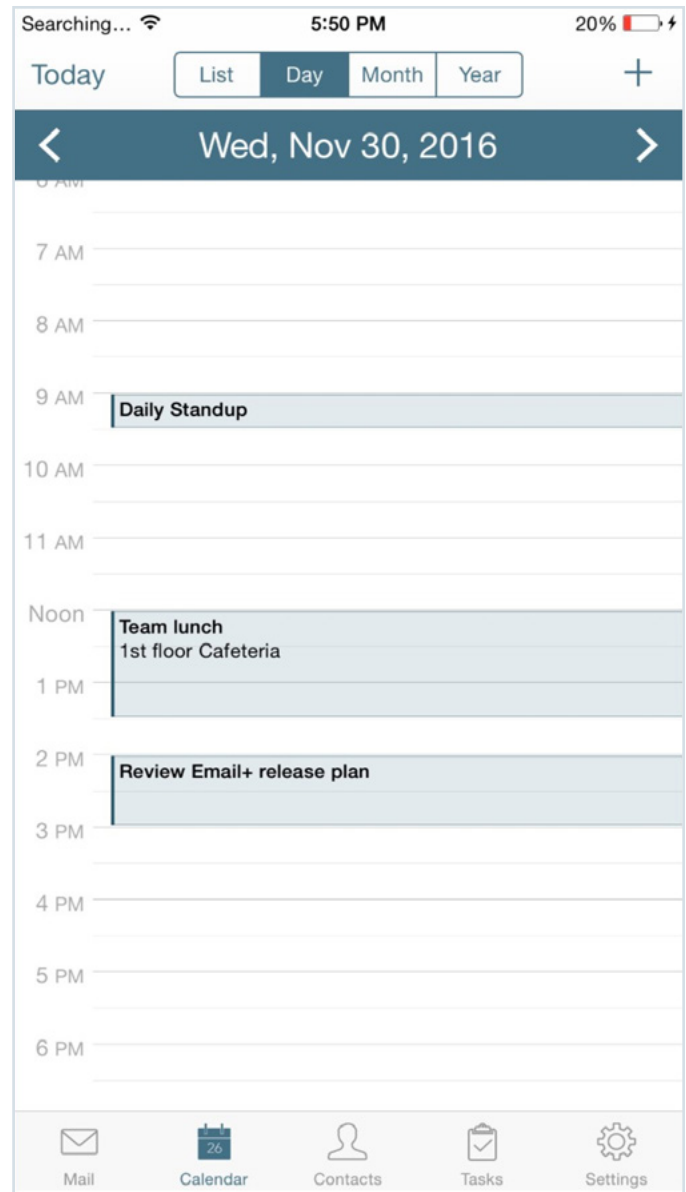 Searching... 5:50 PM 20%
Today List Day Month Year +
Wed, Nov 30, 2016
6 AM
7 AM
8 AM
9 AM
Daily Standup
10 AM
11 AM
Noon
Team lunch
1st floor Cafeteria
1 PM
2 PM
Review Email+ release plan
3 PM
4 PM
5 PM
6 PM
26
Mail Calendar Contacts Tasks Settings